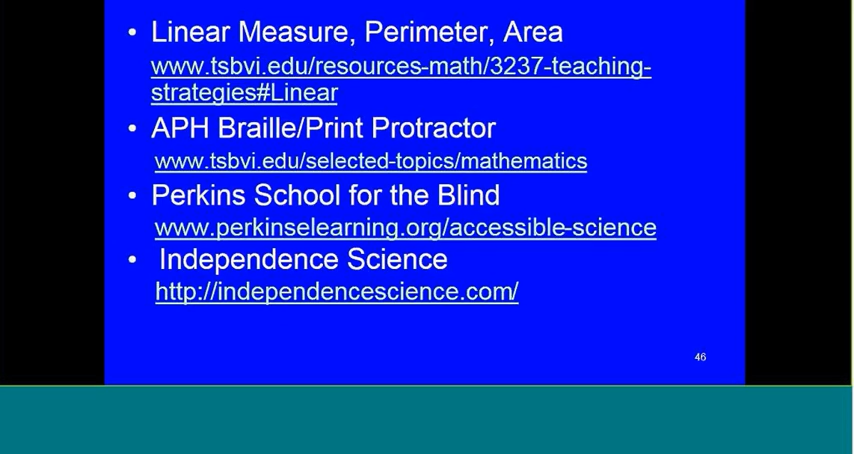 • Linear Measure, Perimeter, Area
www.tsbvi.edu/resources-math/3237-teaching-
strategies#Linear
• APH Braille/Print Protractor
www.tsbvi.edu/selected-topics/mathematics
• Perkins School for the Blind
www.perkinselearning.org/accessible-science
• Independence Science
http://independencescience.com/
46